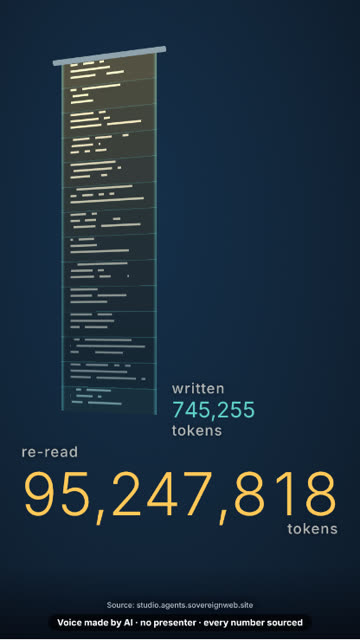 written
745,255
tokens
re-read
95,247,818
tokens
Source: studio.agents.sovereignweb.site
Voice made by AI · no presenter · every number sourced